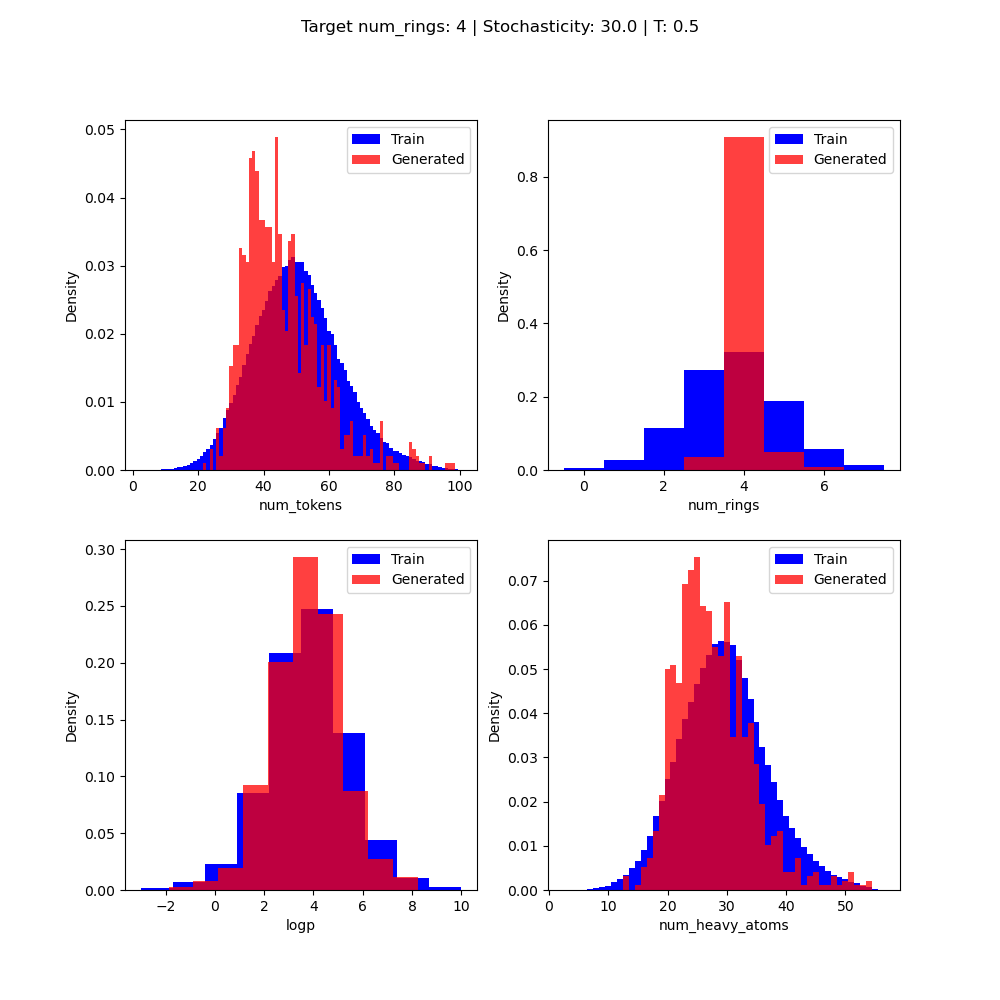 Target num_rings: 4 | Stochasticity: 30.0 | T: 0.5
0.05
0.04
0.03
0.02
0.01
0.00
Density
0 20 40 60 80 100
num_tokens
Train
Generated
0.8
0.6
0.4
0.2
0.0
Density
0 2 4 6
num_rings
Train
Generated
0.30
0.25
0.20
0.15
0.10
0.05
0.00
Density
−2 0 2 4 6 8 10
logp
Train
Generated
0.07
0.06
0.05
0.04
0.03
0.02
0.01
0.00
Density
0 10 20 30 40 50
num_heavy_atoms
Train
Generated